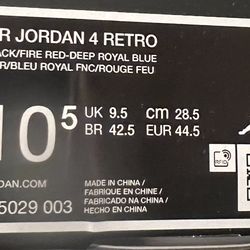 R JORDAN 4 RETRO
ACK/FIRE RED-DEEP ROYAL BLUE
R/BLEU ROYAL FNC/ROUGE FEU
10 5
UK 9.5 cm 28.5
BR 42.5 EUR 44.5
RFID
DAN.COM
MADE IN CHINA /
FABRIQUE EN CHINE /
FABRICADO NA CHINA /
HECHO EN CHINA
5029 003